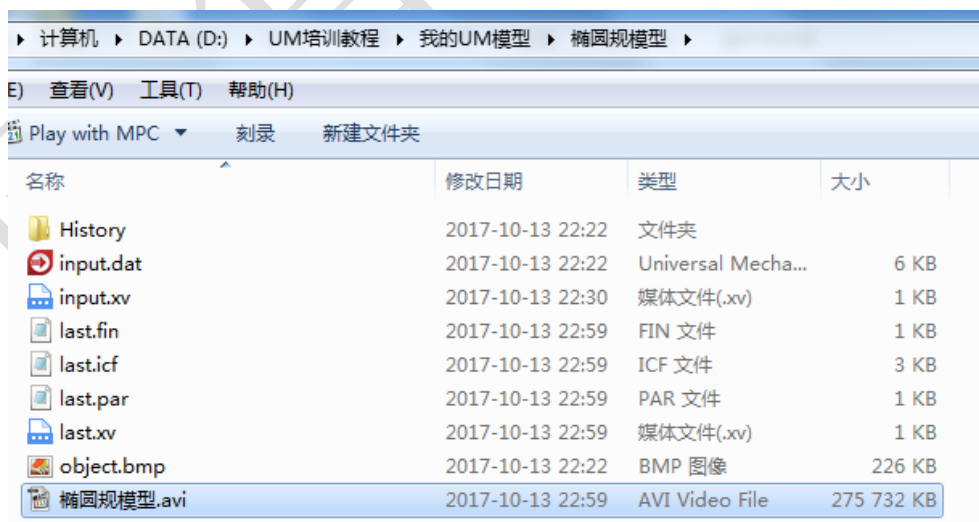 计算机 ▸ DATA (D:) ▸ UM培训教程 ▸ 我的UM模型 ▸ 椭圆规模型 ▸
E) 查看(V) 工具(T) 帮助(H)
Play with MPC ▼ 刻录 新建文件夹
名称 修改日期 类型 大小
History 2017-10-13 22:22 文件夹
input.dat 2017-10-13 22:22 Universal Mecha... 6 KB
input.xv 2017-10-13 22:30 媒体文件(.xv) 1 KB
last.fin 2017-10-13 22:59 FIN 文件 1 KB
last.icf 2017-10-13 22:59 ICF 文件 3 KB
last.par 2017-10-13 22:59 PAR 文件 1 KB
last.xv 2017-10-13 22:59 媒体文件(.xv) 1 KB
object.bmp 2017-10-13 22:22 BMP 图像 226 KB
椭圆规模型.avi 2017-10-13 22:59 AVI Video File 275 732 KB